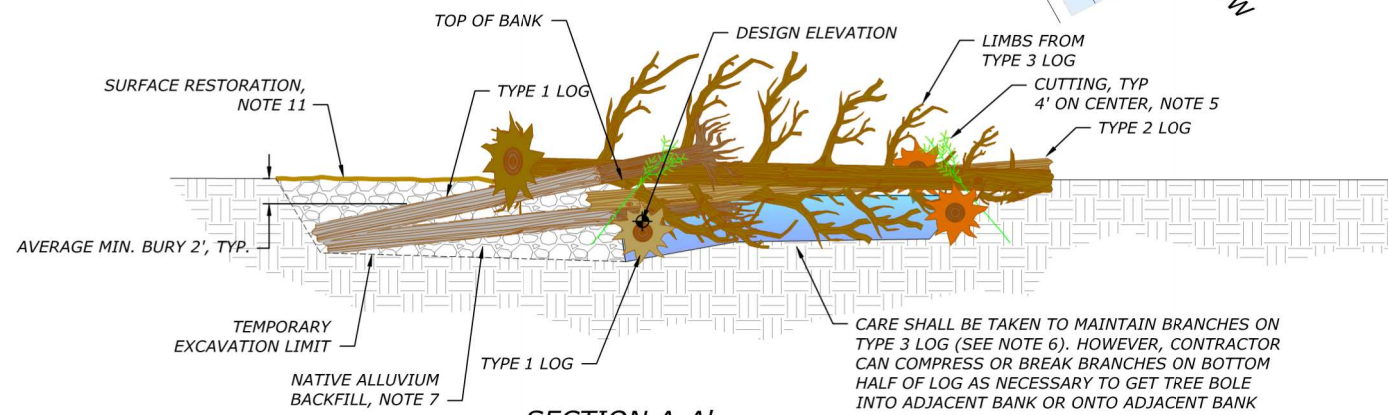 W
TOP OF BANK
DESIGN ELEVATION
LIMBS FROM
TYPE 3 LOG
SURFACE RESTORATION,
NOTE 11
TYPE 1 LOG
CUTTING, TYP
4' ON CENTER, NOTE 5
TYPE 2 LOG
AVERAGE MIN. BURY 2', TYP.
TEMPORARY
EXCAVATION LIMIT
TYPE 1 LOG
NATIVE ALLUVIUM
BACKFILL, NOTE 7
CARE SHALL BE TAKEN TO MAINTAIN BRANCHES ON
TYPE 3 LOG (SEE NOTE 6). HOWEVER, CONTRACTOR
CAN COMPRESS OR BREAK BRANCHES ON BOTTOM
HALF OF LOG AS NECESSARY TO GET TREE BOLE
INTO ADJACENT BANK OR ONTO ADJACENT BANK
SECTION A-A'